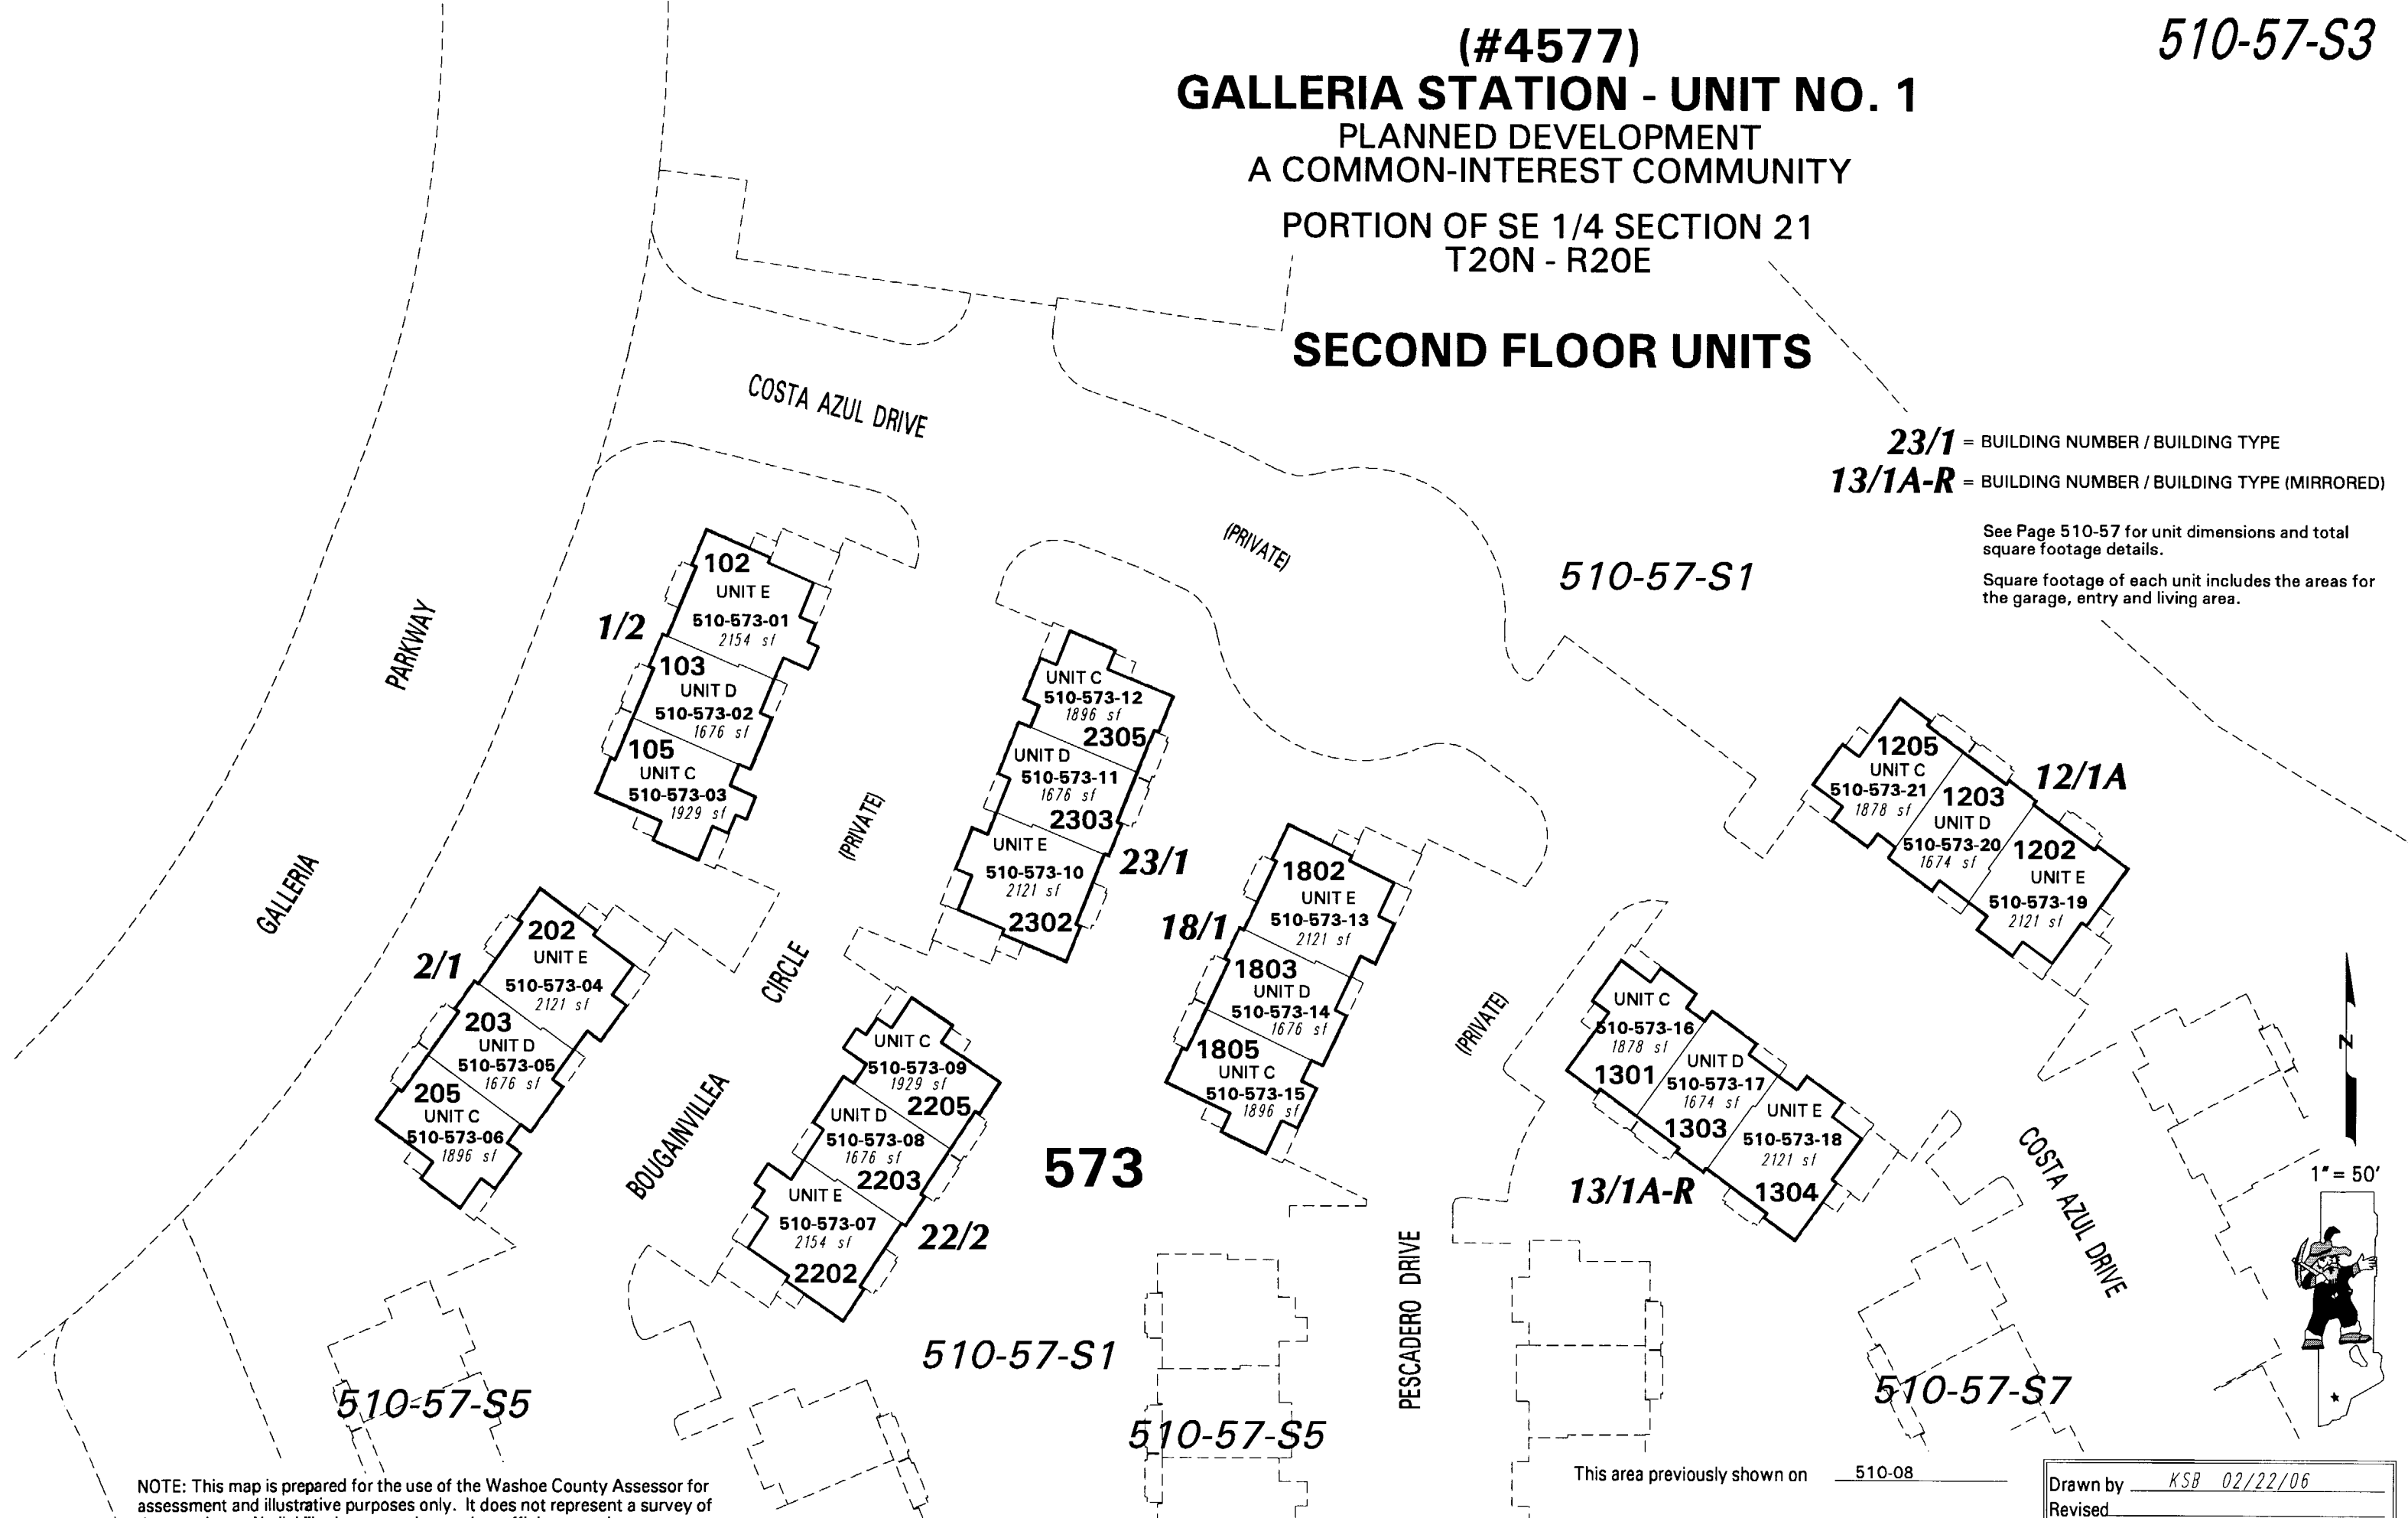 510-57-S3
(#4577)
GALLERIA STATION - UNIT NO. 1
PLANNED DEVELOPMENT
A COMMON-INTEREST COMMUNITY
PORTION OF SE 1/4 SECTION 21
T20N - R20E
SECOND FLOOR UNITS
23/1 = BUILDING NUMBER / BUILDING TYPE
13/1A-R = BUILDING NUMBER / BUILDING TYPE (MIRRORED)
See Page 510-57 for unit dimensions and total
square footage details.
Square footage of each unit includes the areas for
the garage, entry and living area.
COSTA AZUL DRIVE
(PRIVATE)
510-57-S1
PARKWAY
GALLERIA
1/2
102
UNIT E
510-573-01
2154 sf
103
UNIT D
510-573-02
1676 sf
105
UNIT C
510-573-03
1929 sf
2/1
202
UNIT E
510-573-04
2121 sf
203
UNIT D
510-573-05
1676 sf
205
UNIT C
510-573-06
1896 sf
(PRIVATE)
CIRCLE
BOUGAINVILLEA
UNIT C
510-573-12
1896 sf
2305
UNIT D
510-573-11
1676 sf
2303
UNIT E
510-573-10
2121 sf
2302
23/1
UNIT C
510-573-09
1929 sf
2205
UNIT D
510-573-08
1676 sf
2203
UNIT E
510-573-07
2154 sf
2202
22/2
573
18/1
1802
UNIT E
510-573-13
2121 sf
1803
UNIT D
510-573-14
1676 sf
1805
UNIT C
510-573-15
1896 sf
(PRIVATE)
UNIT C
510-573-16
1878 sf
1301
UNIT D
510-573-17
1674 sf
1303
UNIT E
510-573-18
2121 sf
1304
13/1A-R
1205
UNIT C
510-573-21
1878 sf
1203
UNIT D
510-573-20
1674 sf
1202
UNIT E
510-573-19
2121 sf
12/1A
N
1" = 50'
COSTA AZUL DRIVE
PESCADERO DRIVE
510-57-S1
510-57-S5
510-57-S5
510-57-S7
NOTE: This map is prepared for the use of the Washoe County Assessor for
assessment and illustrative purposes only. It does not represent a survey of
This area previously shown on 510-08
Drawn by KSB 02/22/06
Revised